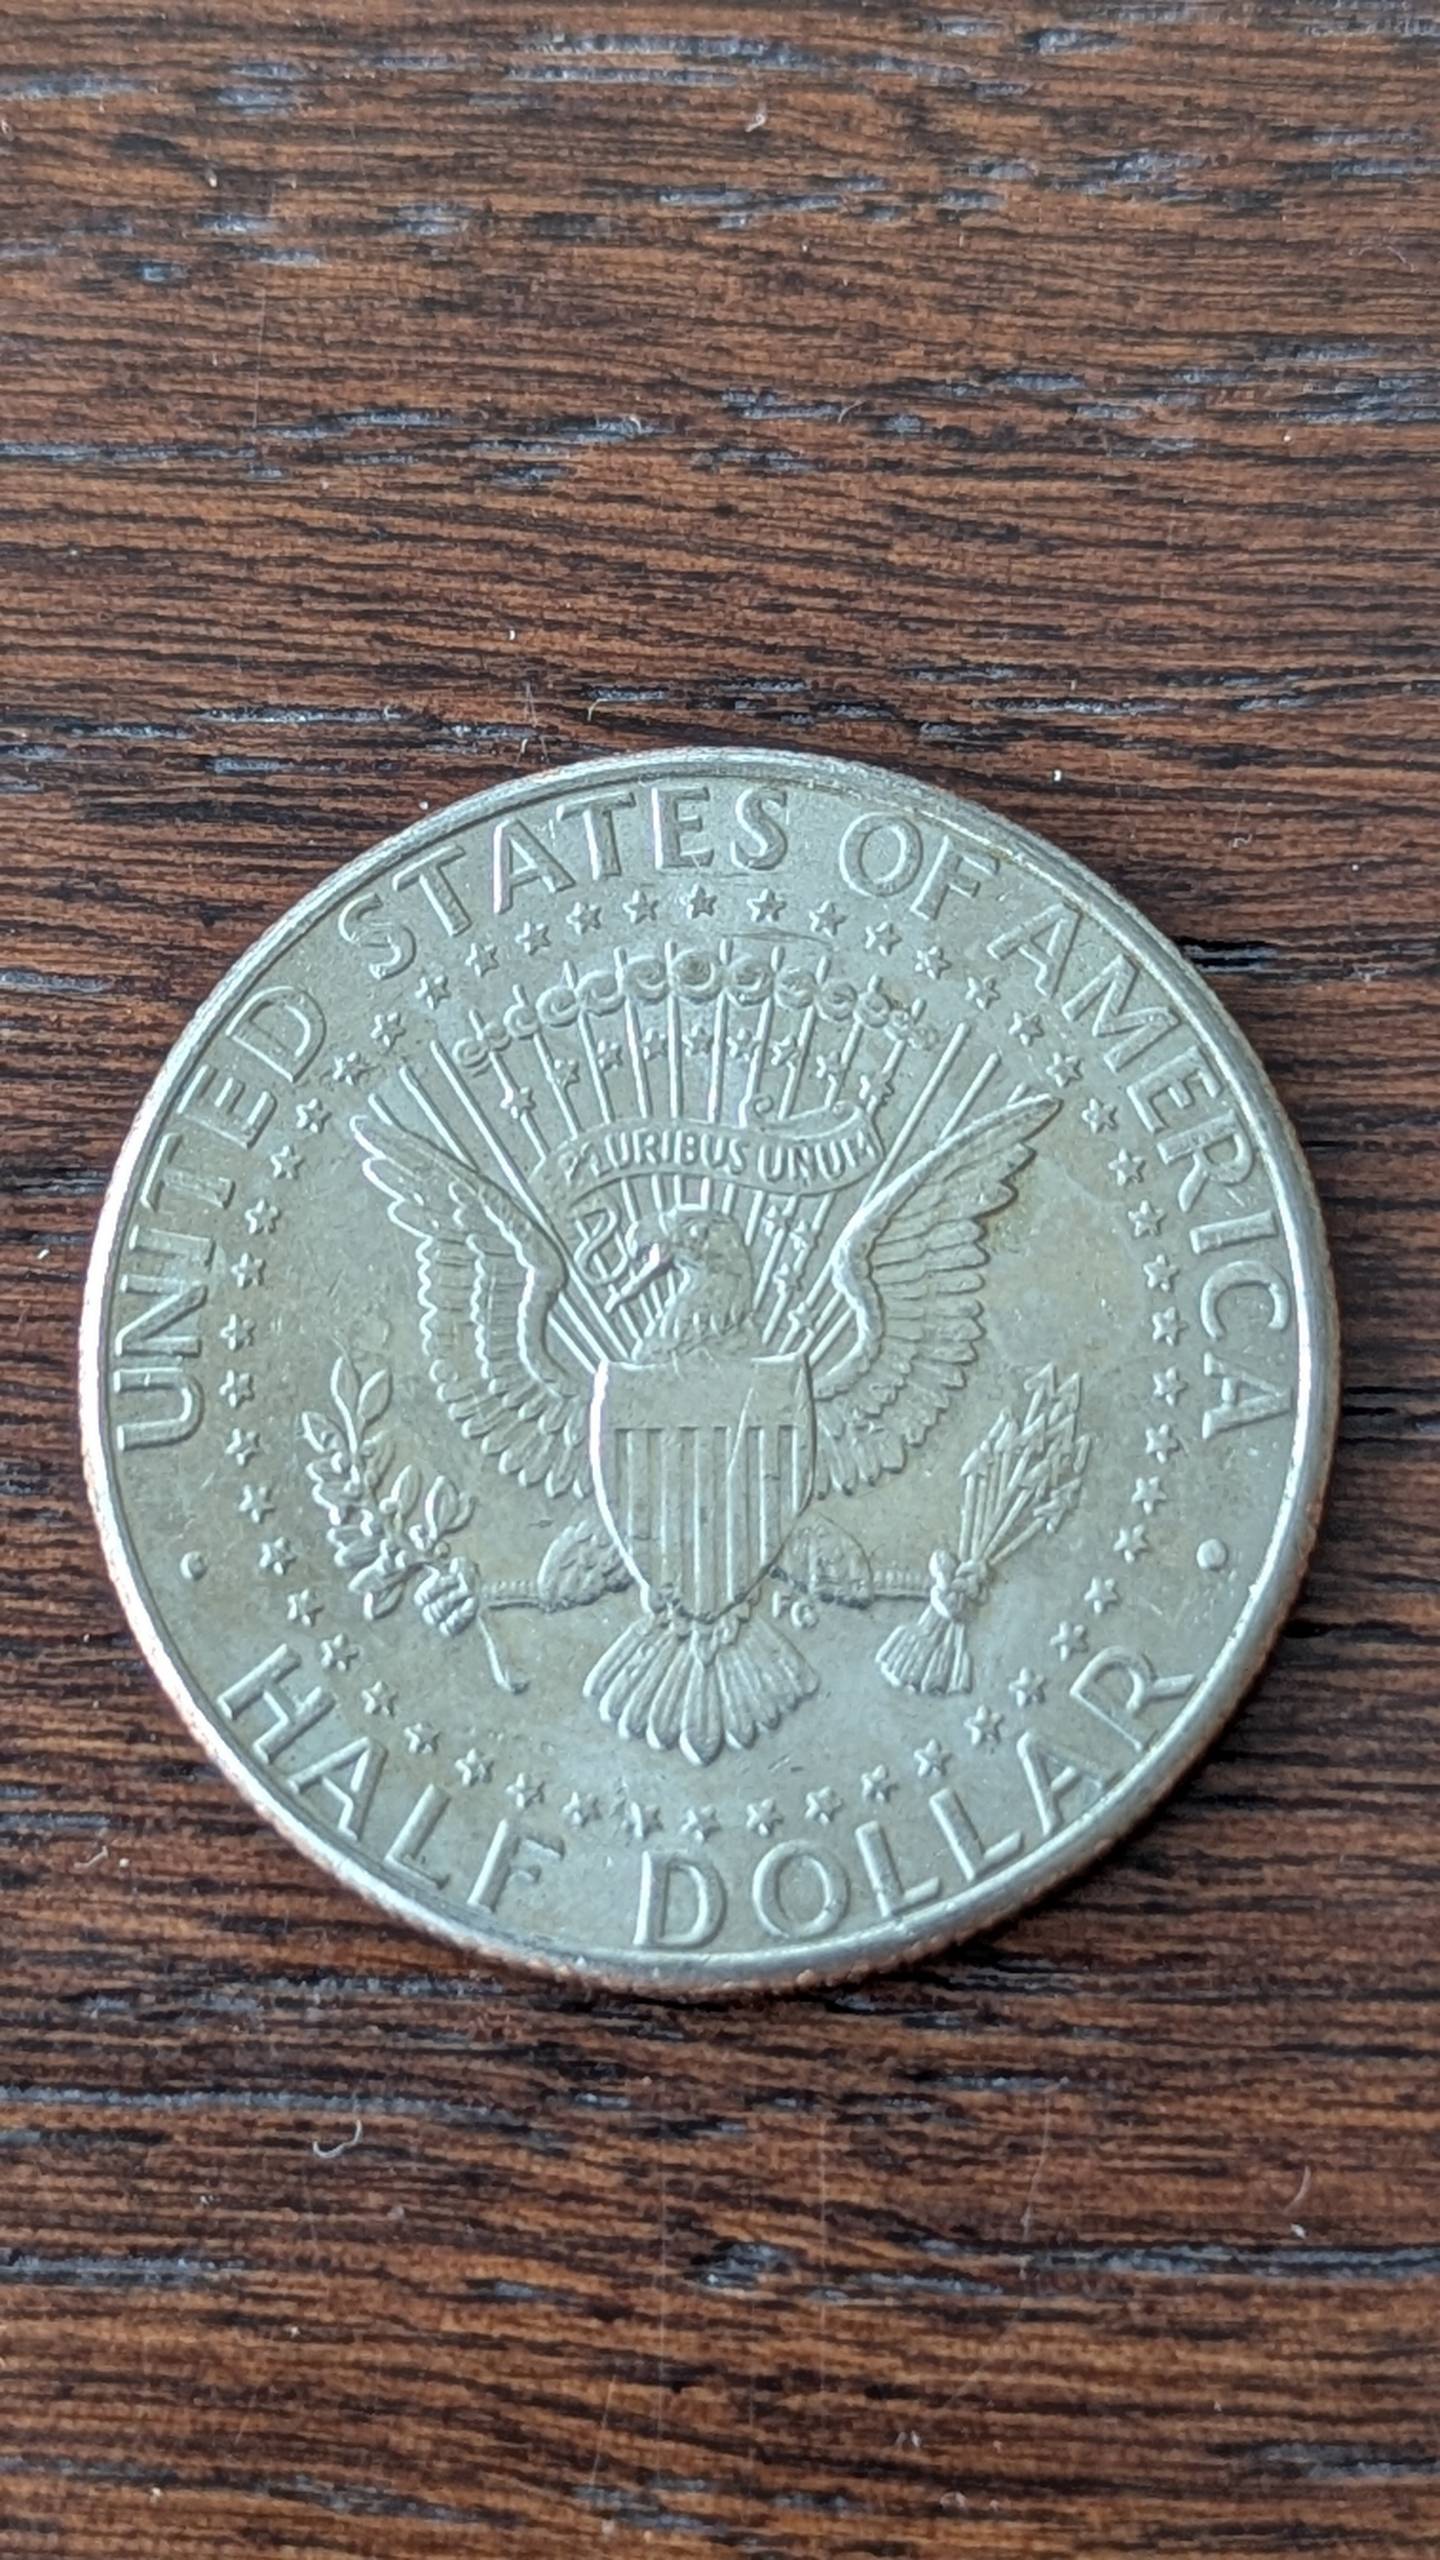 UNITED STATES OF AMERICA
PLURIBUS UNUM
FG
HALF DOLLAR